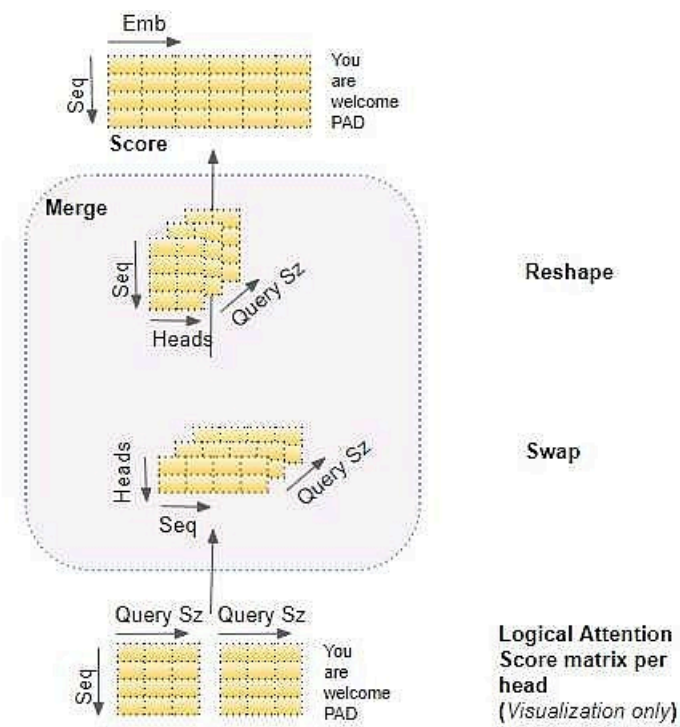 Emb
Seq
You
are
welcome
PAD
Score
Merge
Seq
Query Sz
Heads
Reshape
Heads
Query Sz
Seq
Swap
Query Sz Query Sz
Seq
You
are
welcome
PAD
Logical Attention
Score matrix per
head
(Visualization only)